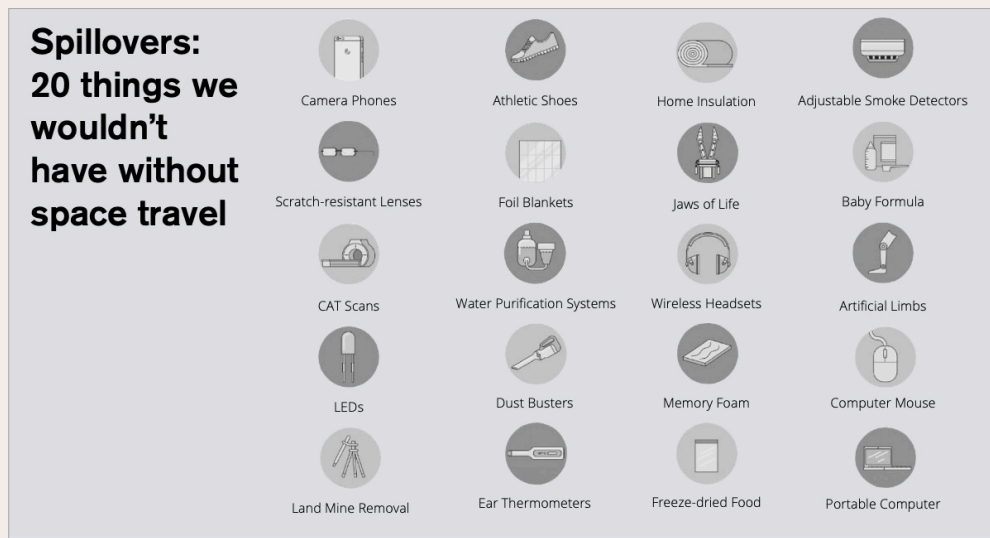 Spillovers:
20 things we
wouldn't
have without
space travel
Camera Phones
Athletic Shoes
Home Insulation
Adjustable Smoke Detectors
Scratch-resistant Lenses
Foil Blankets
Jaws of Life
Baby Formula
CAT Scans
Water Purification Systems
Wireless Headsets
Artificial Limbs
LEDs
Dust Busters
Memory Foam
Computer Mouse
Land Mine Removal
Ear Thermometers
Freeze-dried Food
Portable Computer